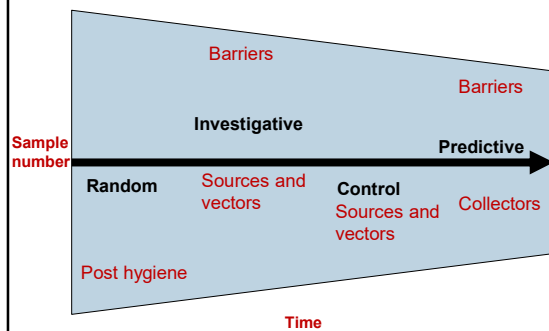 Barriers
Barriers
Investigative
Sample
number
Predictive
Random
Sources and
vectors
Control
Sources and
vectors
Collectors
Post hygiene
Time